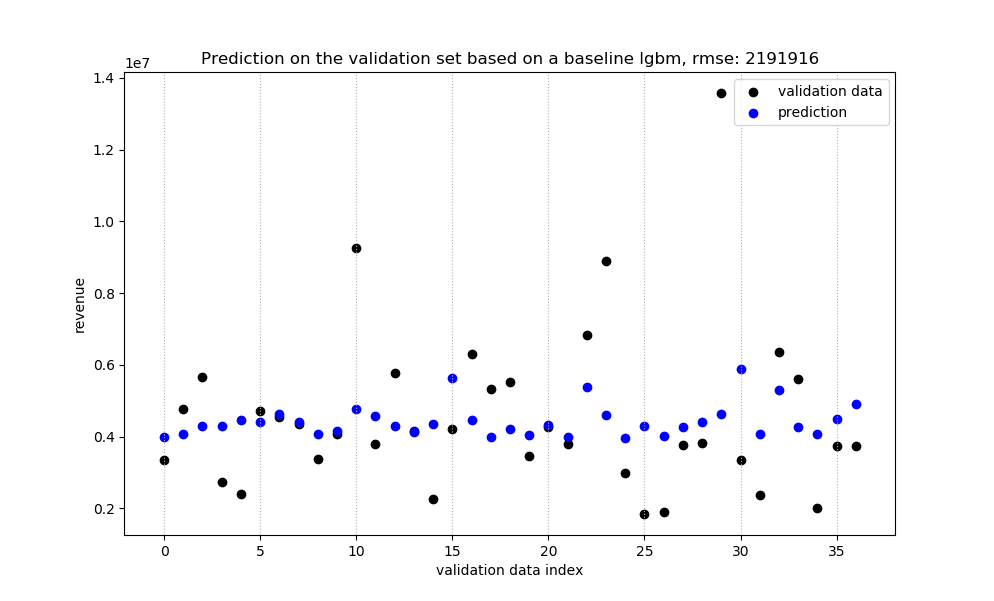 Prediction on the validation set based on a baseline lgbm, rmse: 2191916
1e7
validation data
prediction
1.4
1.2
1.0
0.8
0.6
0.4
0.2
revenue
0 5 10 15 20 25 30 35
validation data index